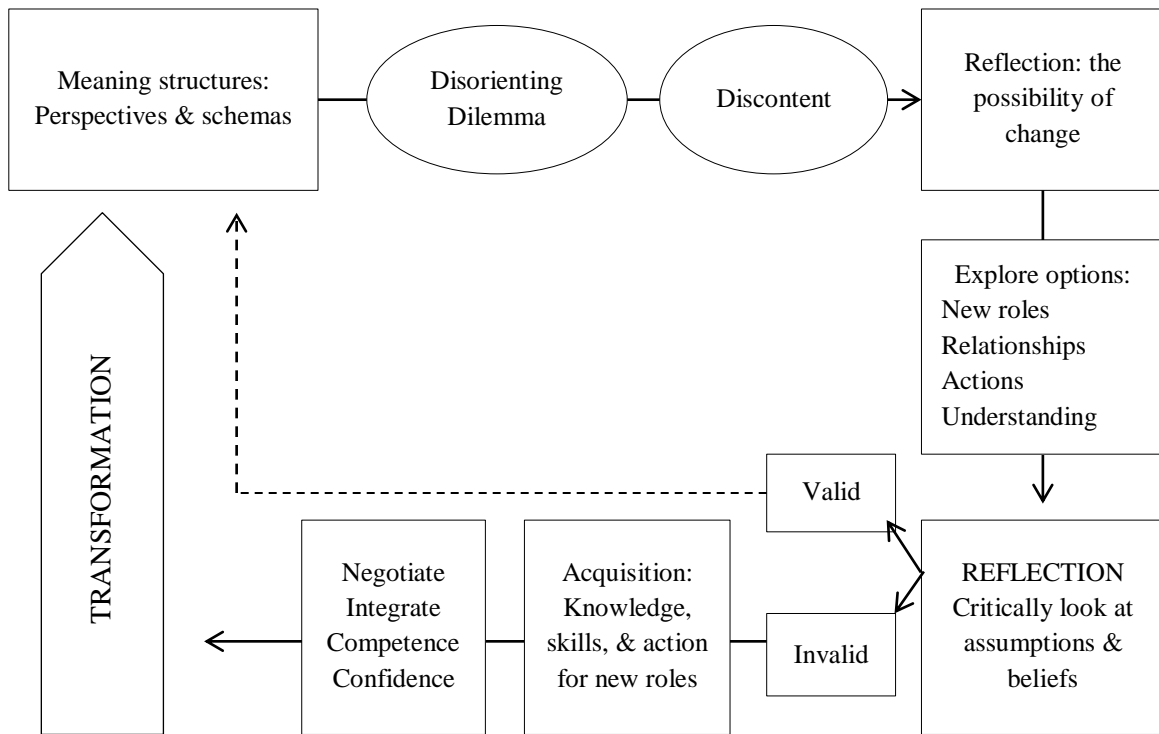 Meaning structures:
Perspectives & schemas
Disorienting
Dilemma
Discontent
Reflection: the
possibility of
change
Explore options:
New roles
Relationships
Actions
Understanding
Valid
REFLECTION
Critically look at
assumptions &
beliefs
Invalid
Acquisition:
Knowledge,
skills, & action
for new roles
Negotiate
Integrate
Competence
Confidence
TRANSFORMATION